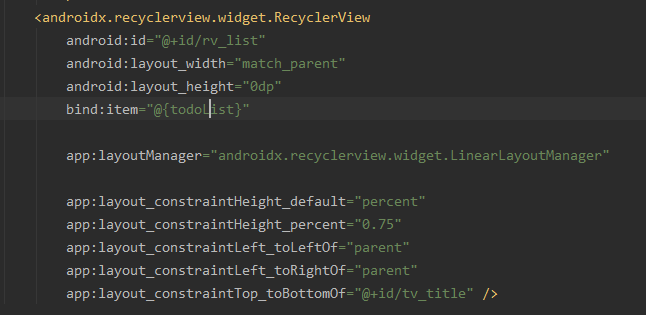 <androidx.recyclerview.widget.RecyclerView
android:id="@+id/rv_list"
android:layout_width="match_parent"
android:layout_height="0dp"
bind:item="@{todoList}"
app:layoutManager="androidx.recyclerview.widget.LinearLayoutManager"
app:layout_constraintHeight_default="percent"
app:layout_constraintHeight_percent="0.75"
app:layout_constraintLeft_toLeftOf="parent"
app:layout_constraintLeft_toRightOf="parent"
app:layout_constraintTop_toBottomOf="@+id/tv_title" />